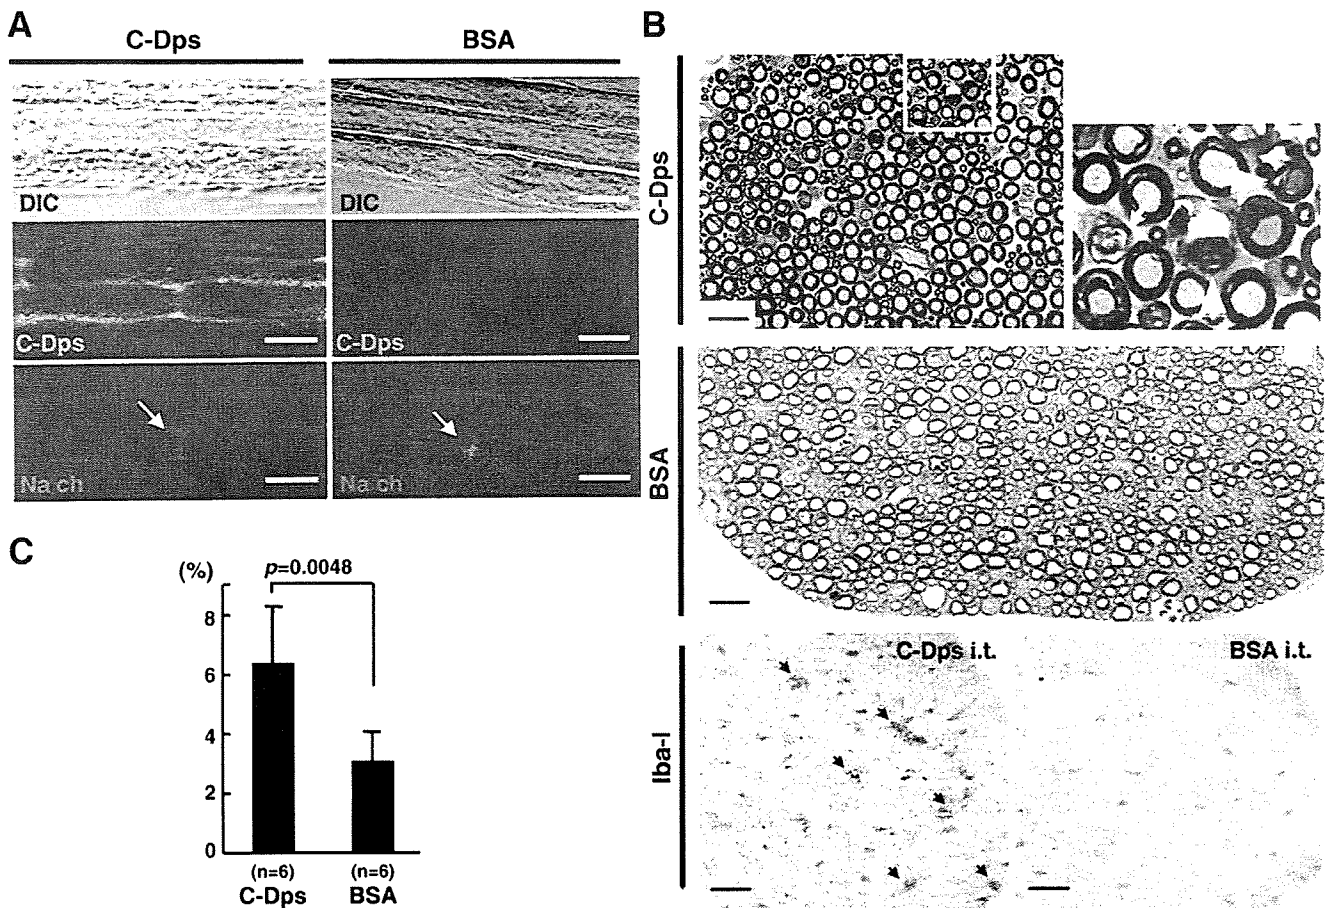 A
C-Dps
BSA
DIC
DIC
C-Dps
C-Dps
Na ch
Na ch
B
C-Dps
BSA
Iba-I
C-Dps i.t.
BSA i.t.
C
(%)
p=0.0048
8
6
4
2
0
(n=6)
(n=6)
C-Dps
BSA